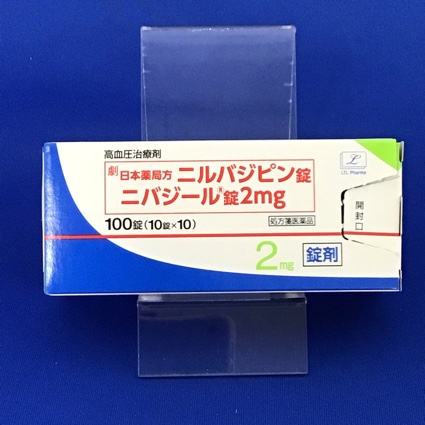 高血圧治療剤
劇 日本薬局方 ニルバジピン錠
ニバジール®錠2mg
100錠(10錠×10)
処方箋医薬品
2mg
錠剤
LTL Pharma
開封口